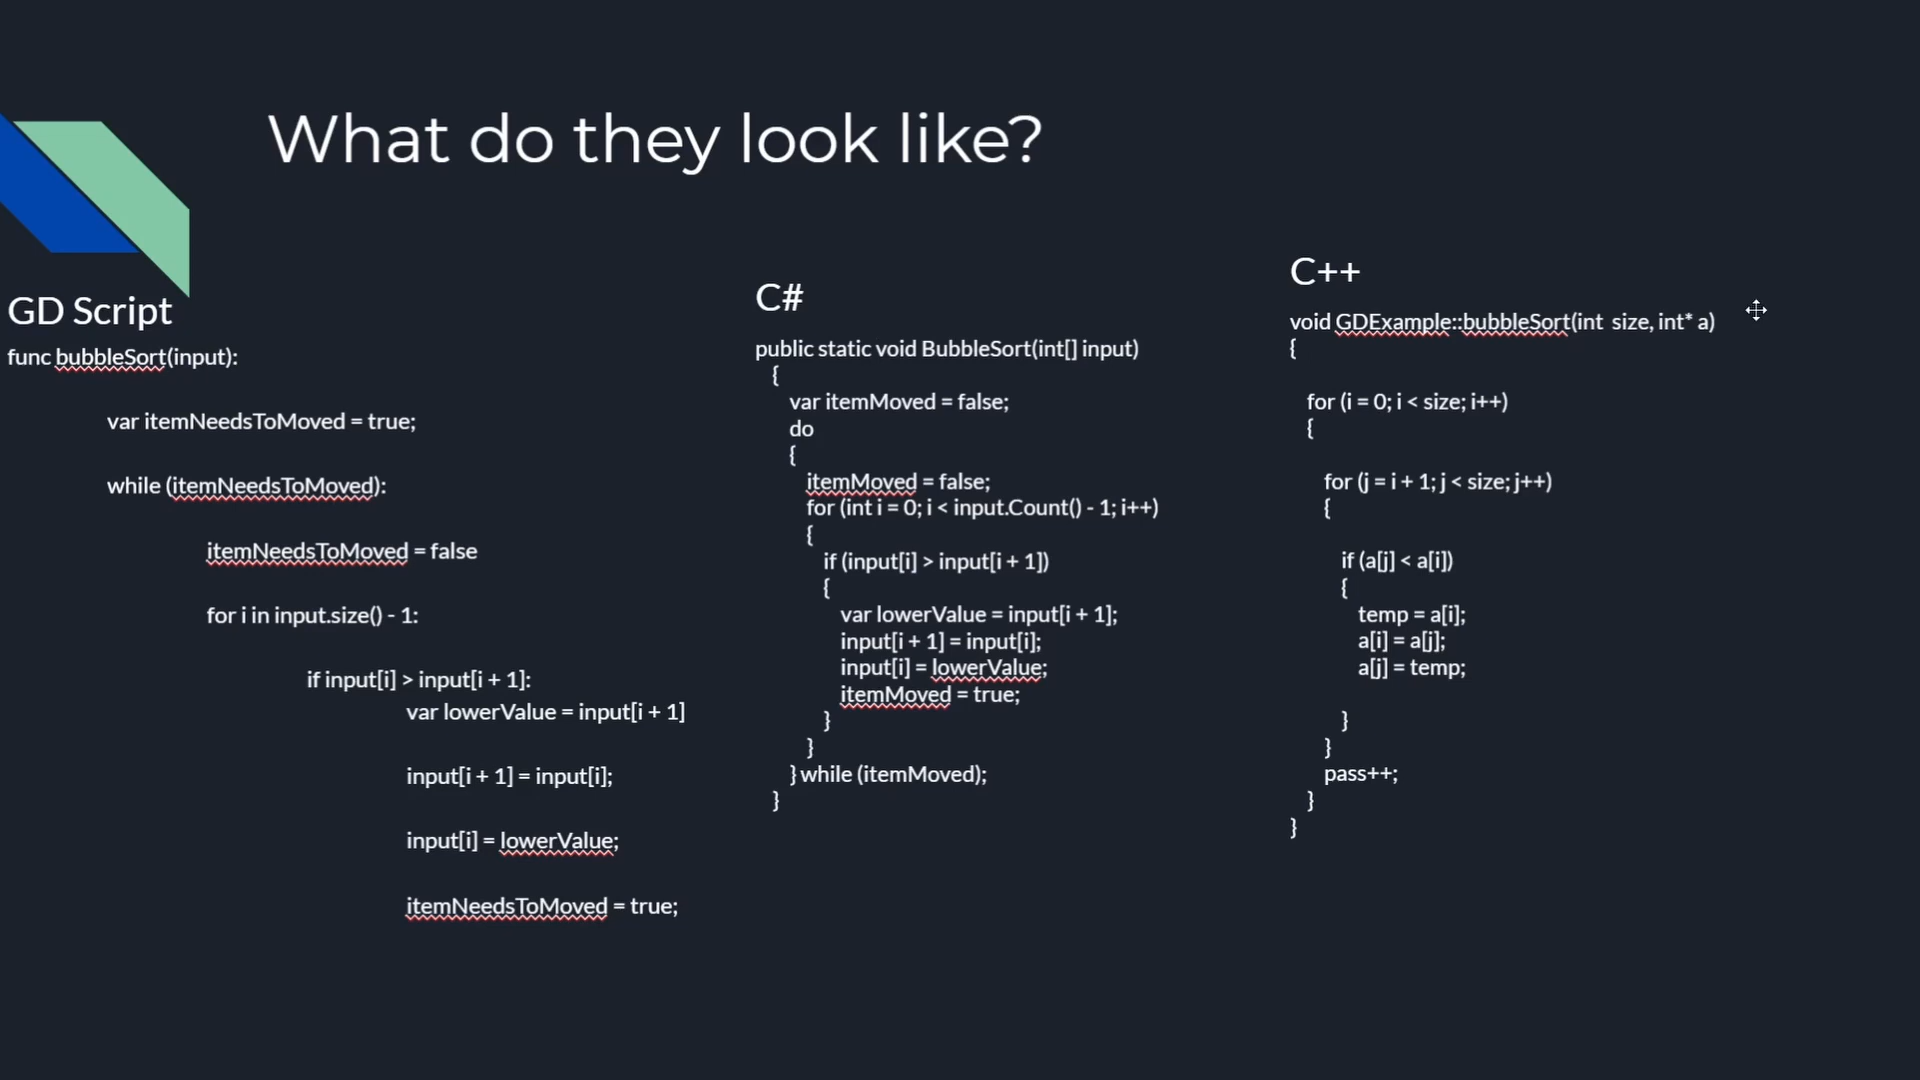 What do they look like?
GD Script
func bubbleSort(input):
var itemNeedsToMoved = true;
while (itemNeedsToMoved):
itemNeedsToMoved = false
for i in input.size() - 1:
if input[i] > input[i + 1]:
var lowerValue = input[i + 1]
input[i + 1] = input[i];
input[i] = lowerValue;
itemNeedsToMoved = true;
C#
public static void BubbleSort(int[] input)
{
var itemMoved = false;
do
{
itemMoved = false;
for (int i = 0; i < input.Count() - 1; i++)
{
if (input[i] > input[i + 1])
{
var lowerValue = input[i + 1];
input[i + 1] = input[i];
input[i] = lowerValue;
itemMoved = true;
}
}
} while (itemMoved);
}
C++
void GDExample::bubbleSort(int  size, int* a)
{
for (i = 0; i < size; i++)
{
for (j = i + 1; j < size; j++)
{
if (a[j] < a[i])
{
temp = a[i];
a[i] = a[j];
a[j] = temp;
}
}
pass++;
}
}